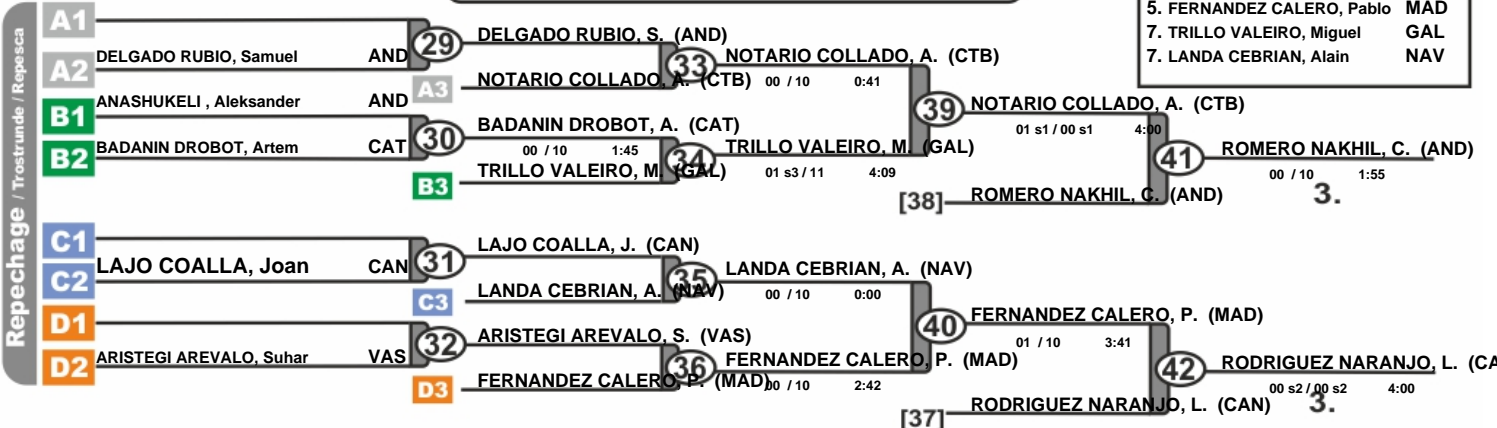 5. FERNANDEZ CALERO, Pablo MAD
7. TRILLO VALEIRO, Miguel GAL
7. LANDA CEBRIAN, Alain NAV
Repechage / Trostrunde / Repesca
A1
DELGADO RUBIO, Samuel AND
A2
29
DELGADO RUBIO, S. (AND)
A3
NOTARIO COLLADO, A. (CTB)
33
NOTARIO COLLADO, A. (CTB)
00 / 10 0:41
ANASHUKELI , Aleksander AND
B1
BADANIN DROBOT, Artem CAT
B2
30
BADANIN DROBOT, A. (CAT)
00 / 10 1:45
B3
TRILLO VALEIRO, M. (GAL)
34
TRILLO VALEIRO, M. (GAL)
01 s3 / 11 4:09
39
NOTARIO COLLADO, A. (CTB)
01 s1 / 00 s1 4:00
[38]
ROMERO NAKHIL, C. (AND)
41
ROMERO NAKHIL, C. (AND)
00 / 10 1:55
3.
C1
LAJO COALLA, Joan CAN
C2
31
LAJO COALLA, J. (CAN)
C3
LANDA CEBRIAN, A. (NAV)
35
LANDA CEBRIAN, A. (NAV)
00 / 10 0:00
D1
ARISTEGI AREVALO, Suhar VAS
D2
32
ARISTEGI AREVALO, S. (VAS)
D3
FERNANDEZ CALERO, P. (MAD)
36
FERNANDEZ CALERO, P. (MAD)
00 / 10 2:42
40
FERNANDEZ CALERO, P. (MAD)
01 / 10 3:41
[37]
RODRIGUEZ NARANJO, L. (CAN)
42
RODRIGUEZ NARANJO, L. (CA
00 s2 / 00 s2 4:00
3.